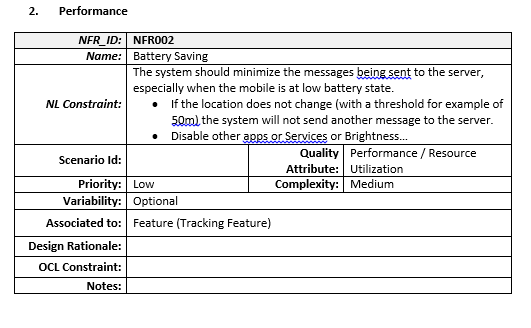 2. Performance
NFR_ID: NFR002
Name: Battery Saving
The system should minimize the messages being sent to the server,
especially when the mobile is at low battery state.
NL Constraint: • If the location does not change (with a threshold for example of
50m) the system will not send another message to the server.
• Disable other apps or Services or Brightness...
Scenario Id: Quality Attribute: Performance / Resource Utilization
Priority: Low Complexity: Medium
Variability: Optional
Associated to: Feature (Tracking Feature)
Design Rationale:
OCL Constraint:
Notes: